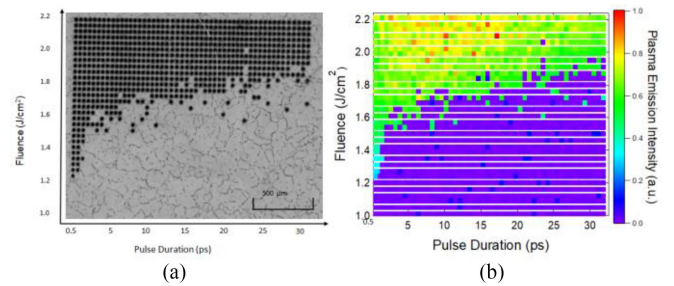 2.2
2.0
1.8
1.6
1.4
1.2
1.0
Fluence (J/cm²)
0.5 5 10 15 20 25 30
Pulse Duration (ps)
500 μm
(a)
2.2
2.0
1.8
1.6
1.4
1.2
1.0
Fluence (J/cm²)
0.5 5 10 15 20 25 30
Pulse Duration (ps)
1.0
0.8
0.6
0.4
0.2
0.0
Plasma Emission Intensity (a.u.)
(b)